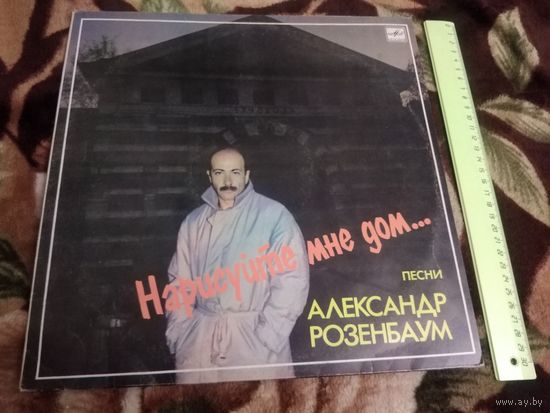 Нарисуйте мне дом...
ПЕСНИ
АЛЕКСАНДР
РОЗЕНБАУМ
© www.ay.by